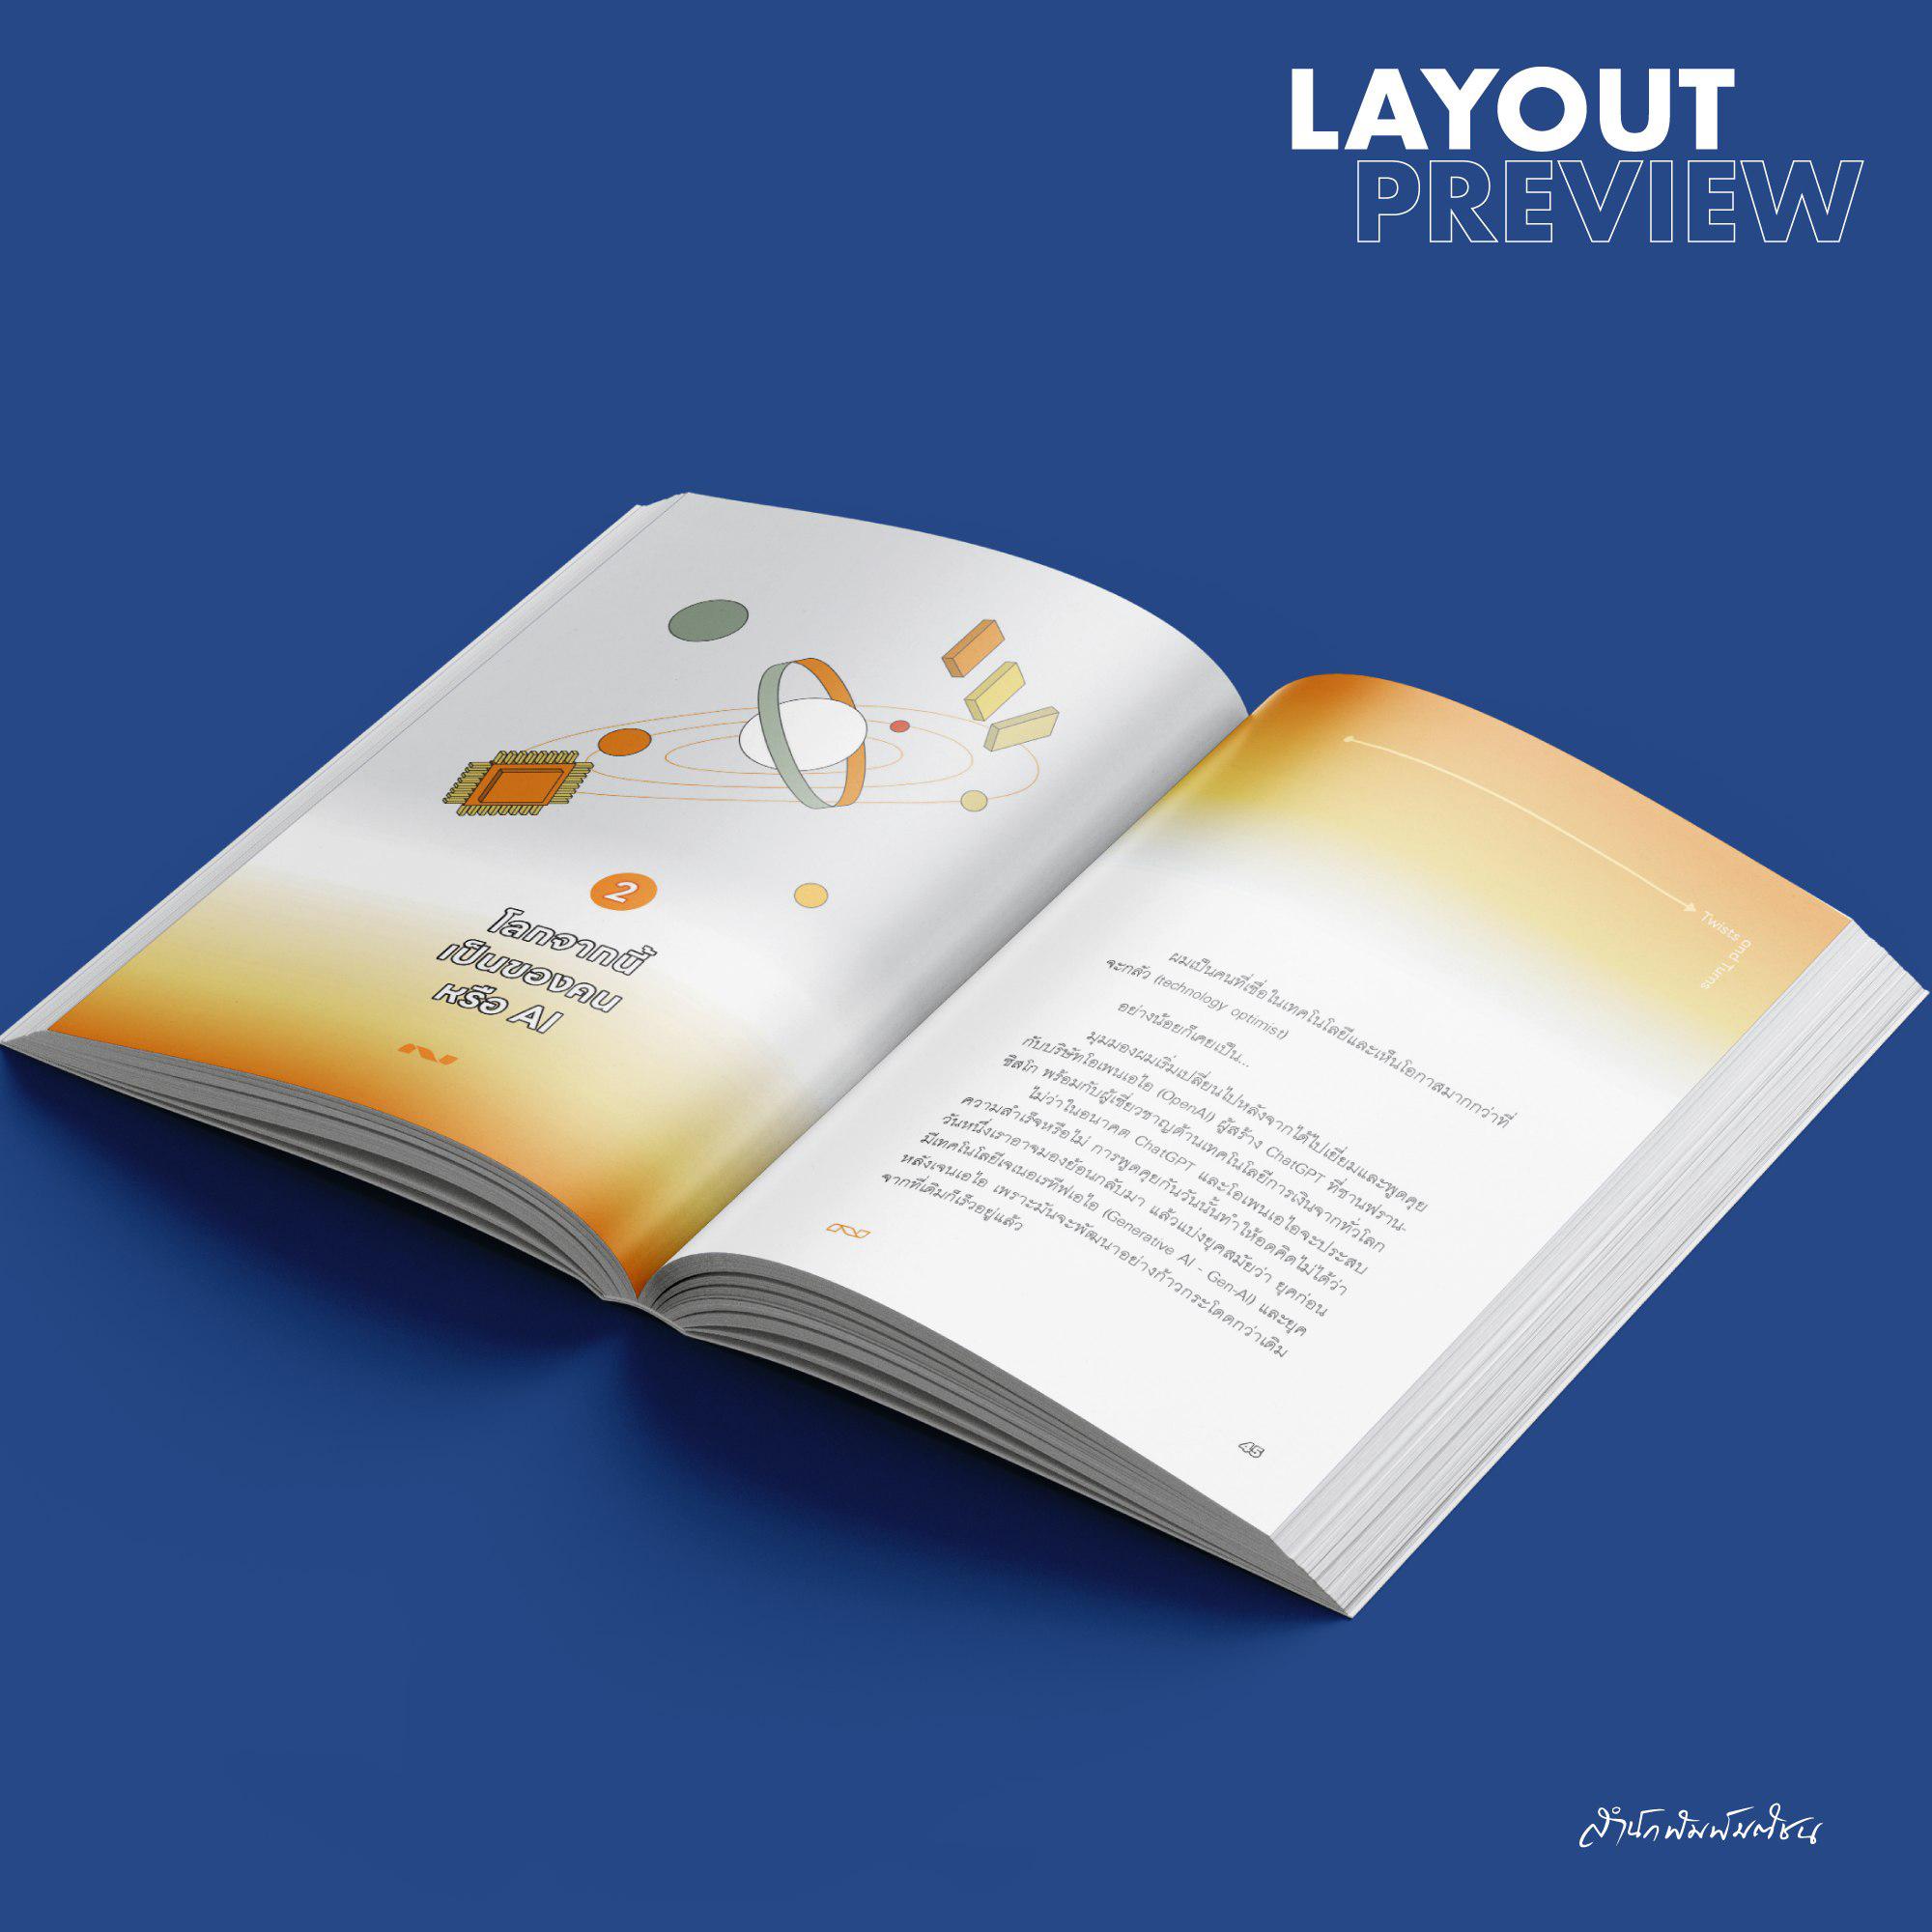 LAYOUT
PREVIEW
2
โลกจากนี้
เป็นของคน
หรือ AI
Twists and Turns
ผมเป็นคนที่เชื่อในเทคโนโลยีและเห็นโอกาสมากกว่าที่
จะกลัว (technology optimist)
อย่างน้อยก็เคยเป็น...
มุมมองผมเริ่มเปลี่ยนไปหลังจากได้ไปเยี่ยมและพูดคุย
กับบริษัทโอเพนเอไอ (OpenAI) ผู้สร้าง ChatGPT ที่ซานฟราน-
ซิสโก พร้อมกับผู้เชี่ยวชาญด้านเทคโนโลยีการเงินจากทั่วโลก
ไม่ว่าในอนาคต ChatGPT และโอเพนเอไอจะประสบ
ความสำเร็จหรือไม่ การพูดคุยกันวันนั้นทำให้อดคิดไม่ได้ว่า
วันหนึ่งเราอาจมองย้อนกลับมา แล้วแบ่งยุคสมัยว่า ยุคก่อน
มีเทคโนโลยีเจเนอเรทีฟเอไอ (Generative AI - Gen-AI) และยุค
หลังเจนเอไอ เพราะมันจะพัฒนาอย่างก้าวกระโดดกว่าเดิม
จากที่เดิมก็เร็วอยู่แล้ว
45
สำนักพิมพ์มติชน